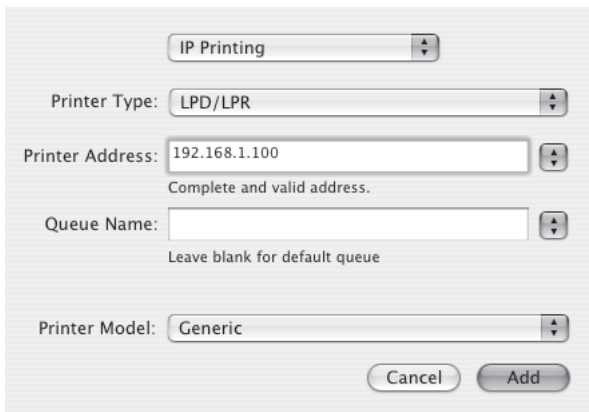 IP Printing
Printer Type: LPD/LPR
Printer Address: 192.168.1.100
Complete and valid address.
Queue Name:
Leave blank for default queue
Printer Model: Generic
Cancel Add